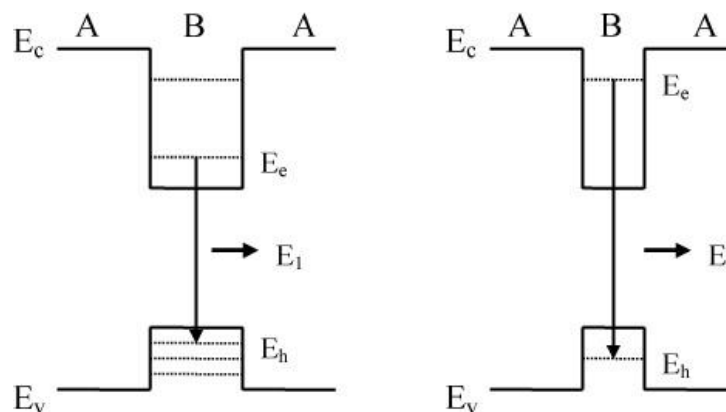 A B A A B A
E_c E_c
E_e
E_e
E_1 E
E_h E_h
E_v E_v